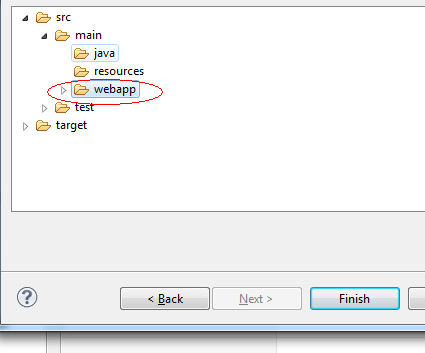 src
main
java
resources
webapp
test
target
?
< Back
Next >
Finish